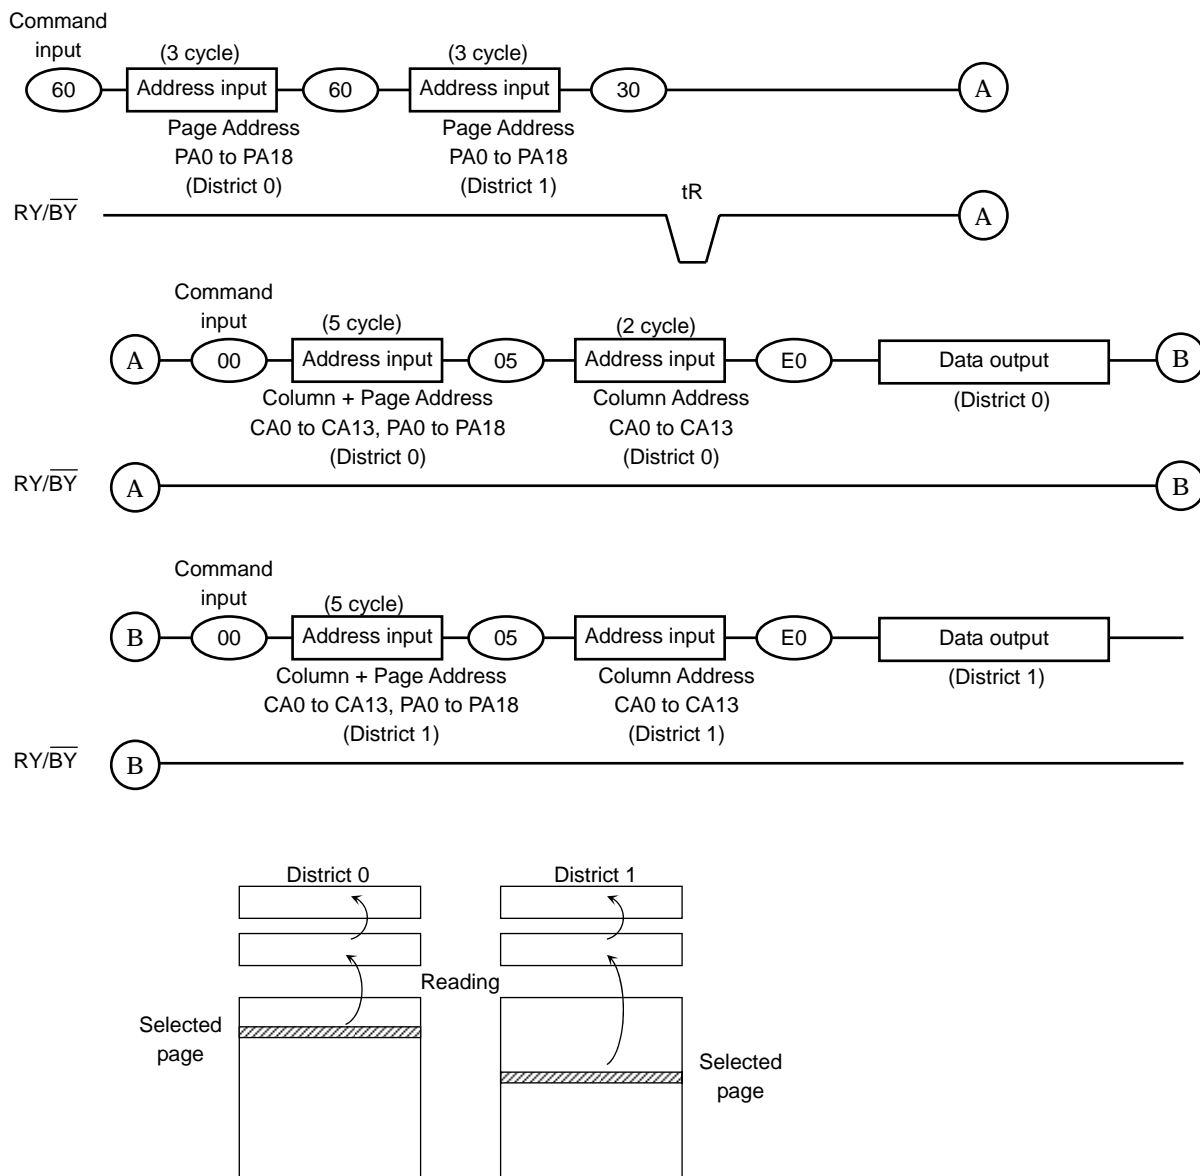 Command
input
(3 cycle)
(3 cycle)
60
Address input
60
Address input
30
A
Page Address
PA0 to PA18
(District 0)
Page Address
PA0 to PA18
(District 1)
tR
RY/B̅Y̅
A
Command
input
(5 cycle)
(2 cycle)
A
00
Address input
05
Address input
E0
Data output
B
Column + Page Address
CA0 to CA13, PA0 to PA18
(District 0)
Column Address
CA0 to CA13
(District 0)
(District 0)
RY/B̅Y̅
A
B
Command
input
(5 cycle)
B
00
Address input
05
Address input
E0
Data output
Column + Page Address
CA0 to CA13, PA0 to PA18
(District 1)
Column Address
CA0 to CA13
(District 1)
(District 1)
RY/B̅Y̅
B
District 0
District 1
Reading
Selected
page
Selected
page